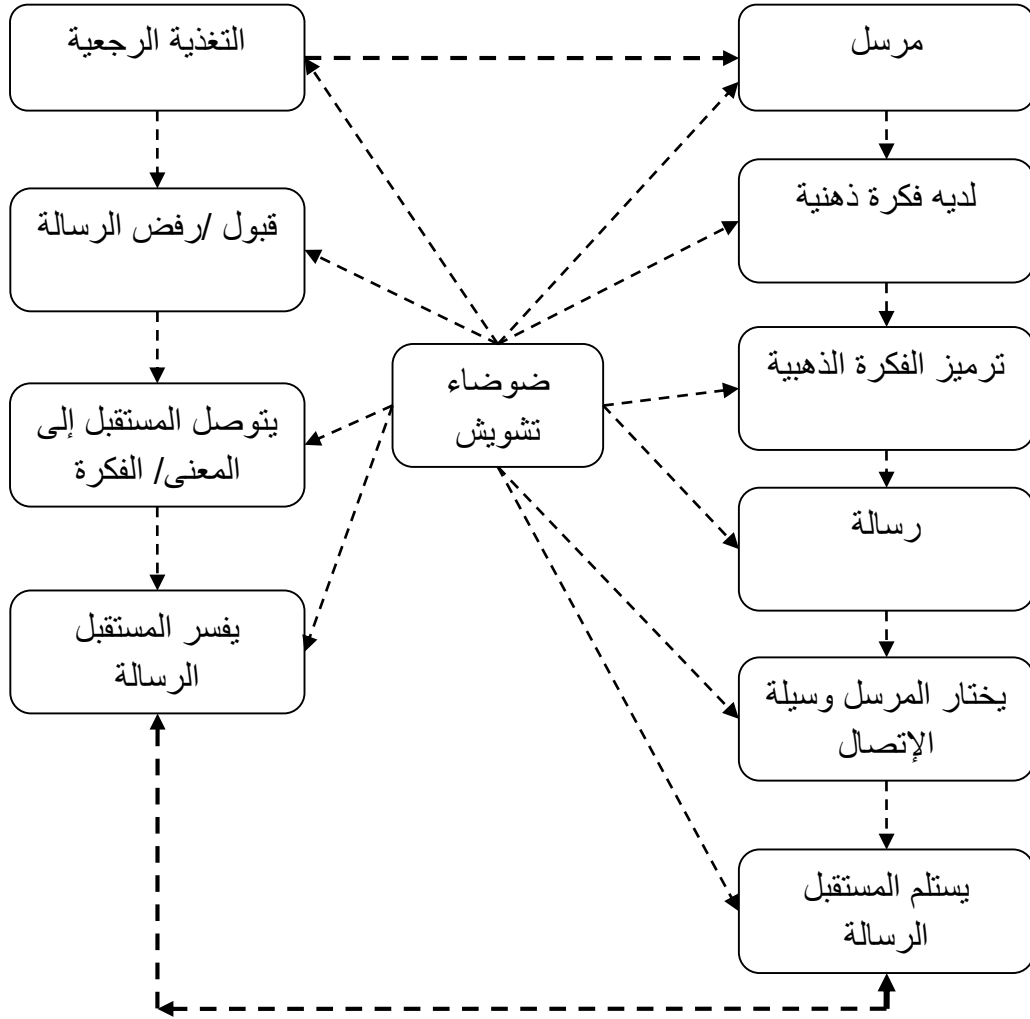 مرسل
لديه فكرة ذهنية
ترميز الفكرة الذهبية
رسالة
يختار المرسل وسيلة
الإتصال
يستلم المستقبل
الرسالة
ضوضاء
تشويش
التغذية الرجعية
قبول /رفض الرسالة
يتوصل المستقبل إلى
المعنى/ الفكرة
يفسر المستقبل
الرسالة